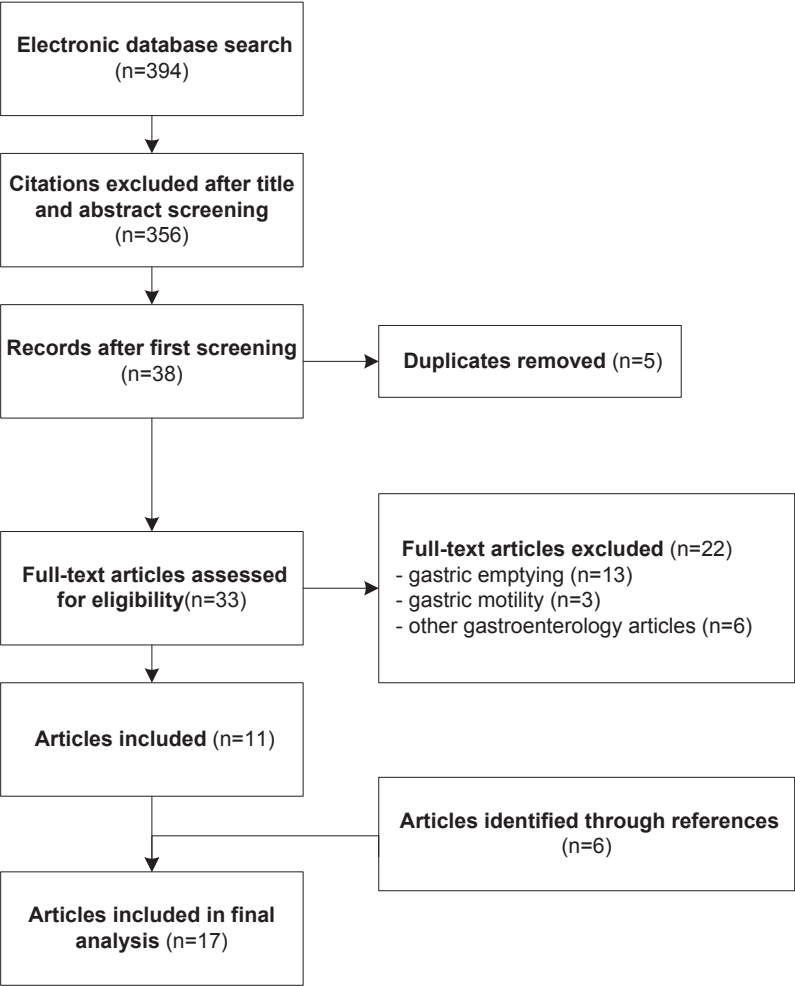 Electronic database search
(n=394)
Citations excluded after title
and abstract screening
(n=356)
Records after first screening
(n=38)
Duplicates removed (n=5)
Full-text articles assessed
for eligibility(n=33)
Full-text articles excluded (n=22)
- gastric emptying (n=13)
- gastric motility (n=3)
- other gastroenterology articles (n=6)
Articles included (n=11)
Articles identified through references
(n=6)
Articles included in final
analysis (n=17)